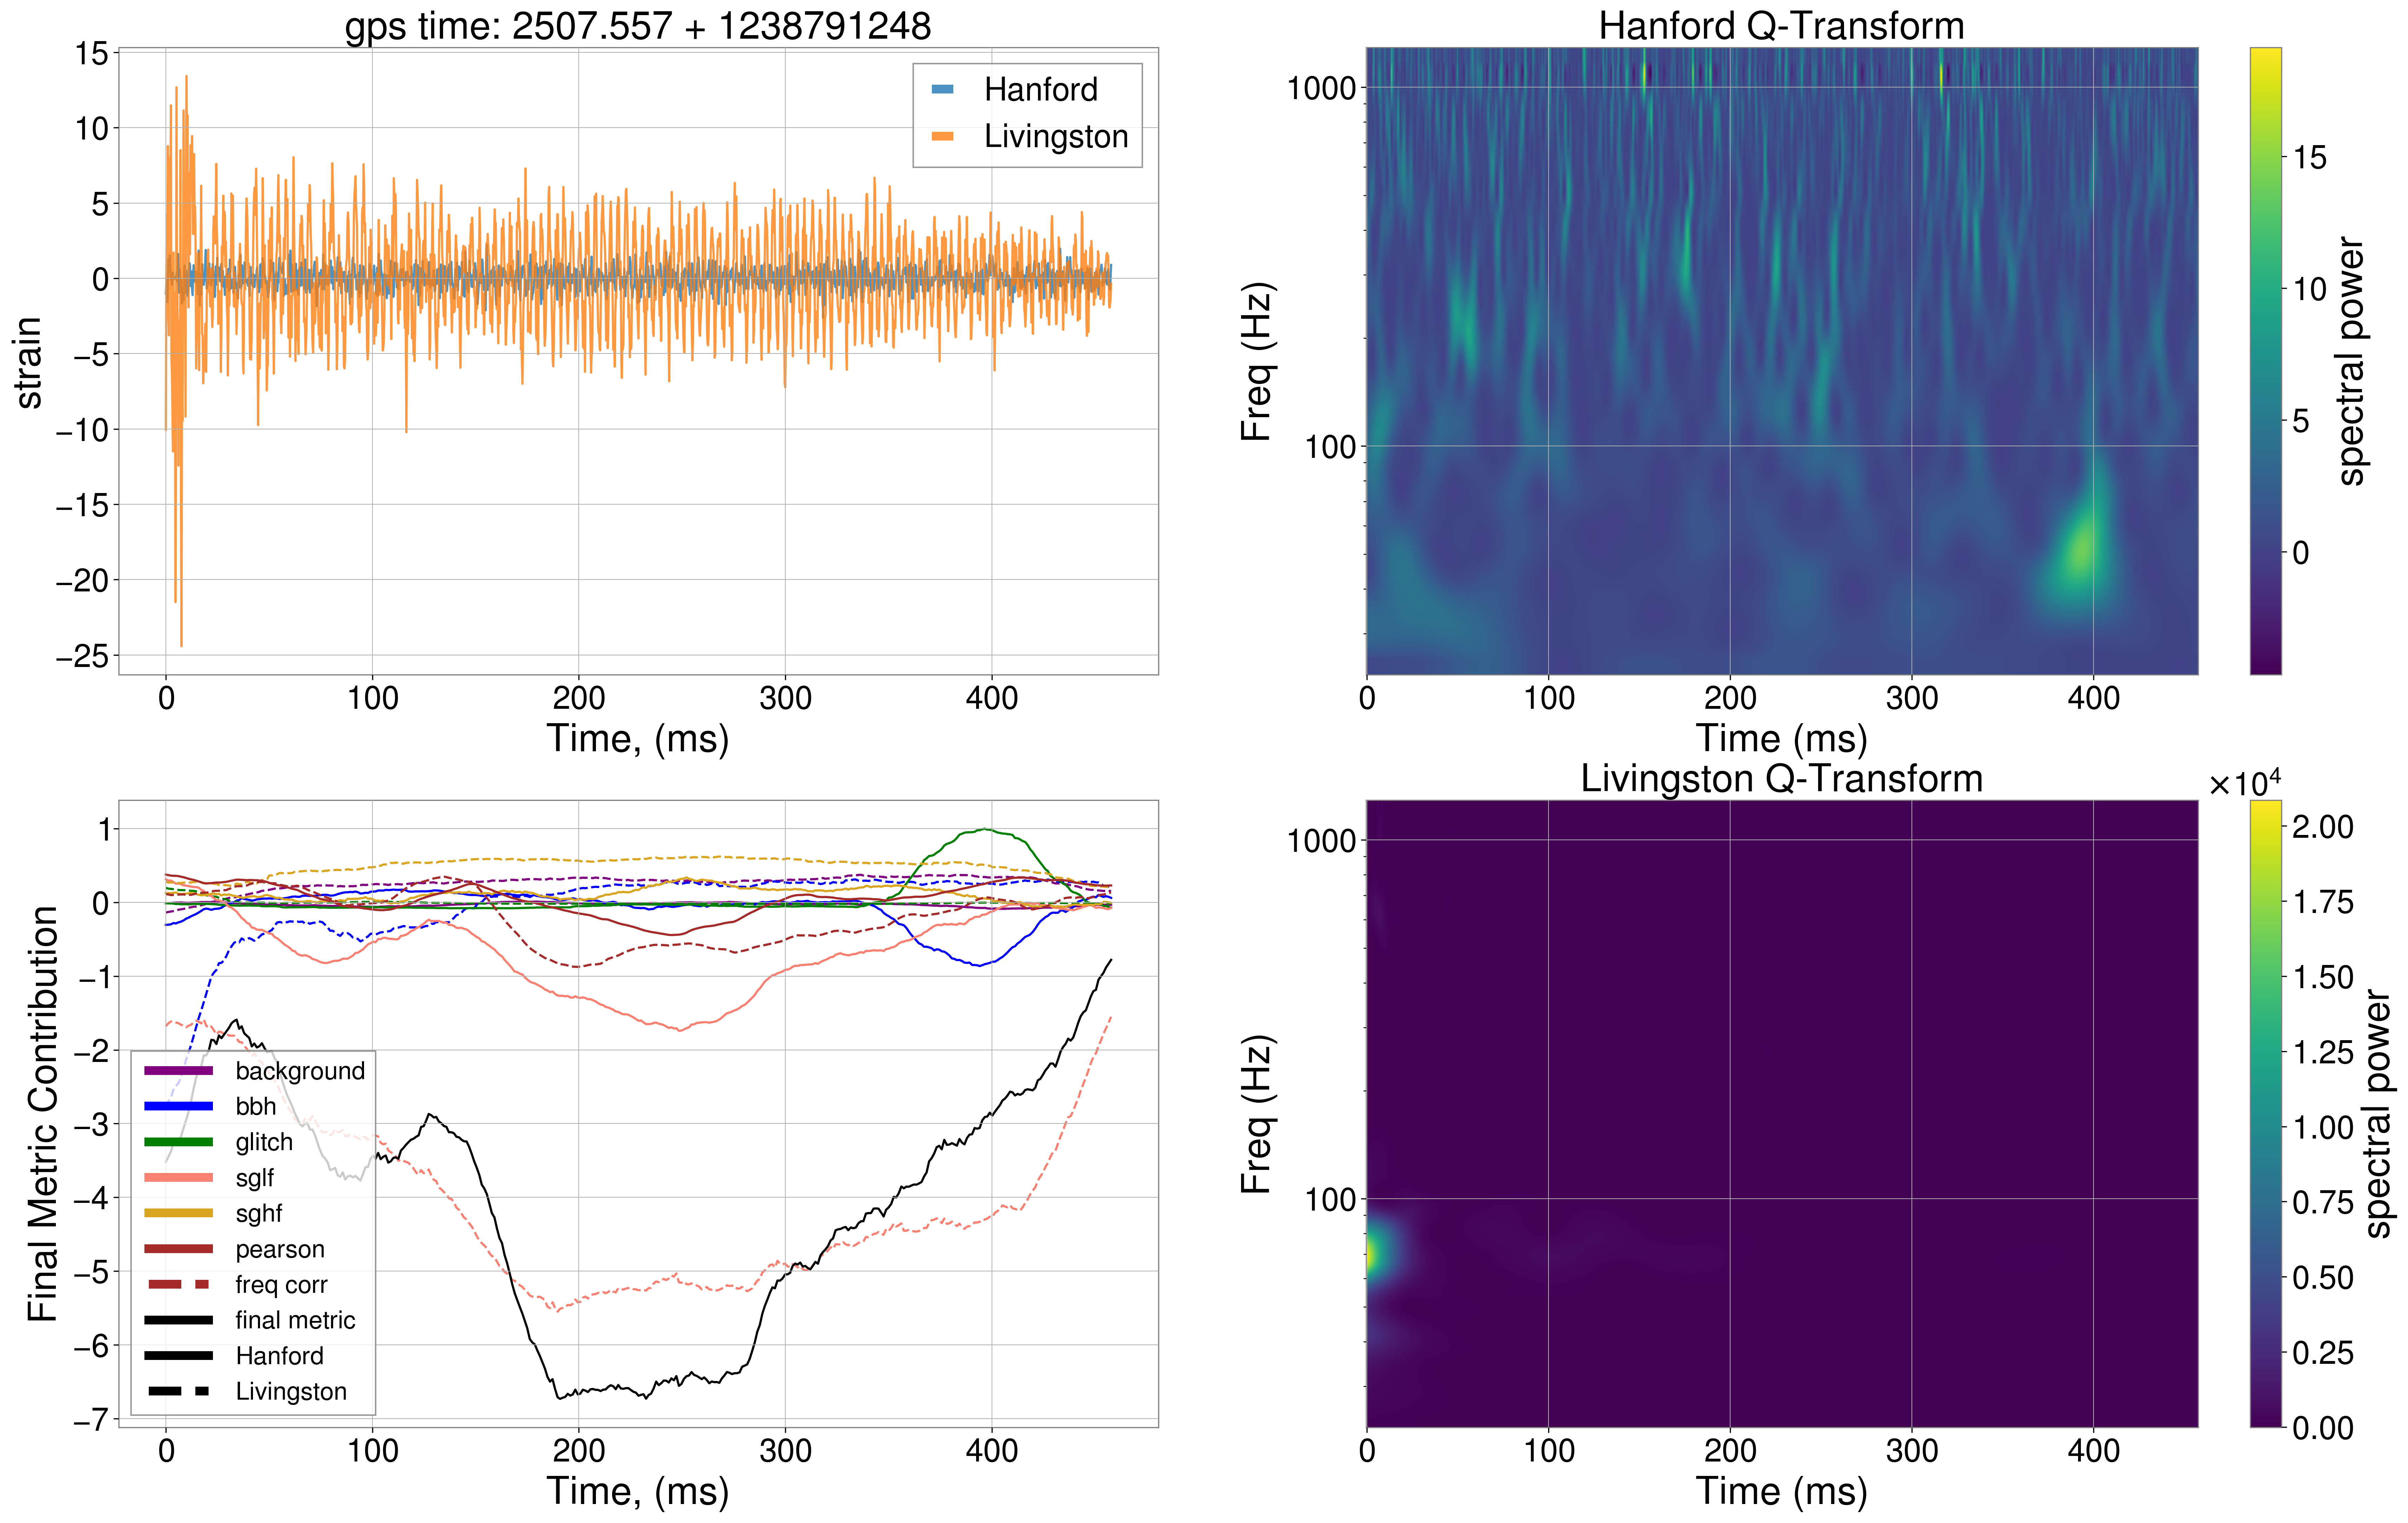 gps time: 2507.557 + 1238791248
15
10
5
0
−5
−10
−15
−20
−25
strain
0 100 200 300 400
Time, (ms)
Hanford
Livingston
Hanford Q-Transform
1000
100
Freq (Hz)
0 100 200 300 400
Time (ms)
15
10
5
0
spectral power
1
0
−1
−2
−3
−4
−5
−6
−7
Final Metric Contribution
0 100 200 300 400
Time, (ms)
background
bbh
glitch
sglf
sghf
pearson
freq corr
final metric
Hanford
Livingston
Livingston Q-Transform
1000
100
Freq (Hz)
0 100 200 300 400
Time (ms)
×10⁴
2.00
1.75
1.50
1.25
1.00
0.75
0.50
0.25
0.00
spectral power